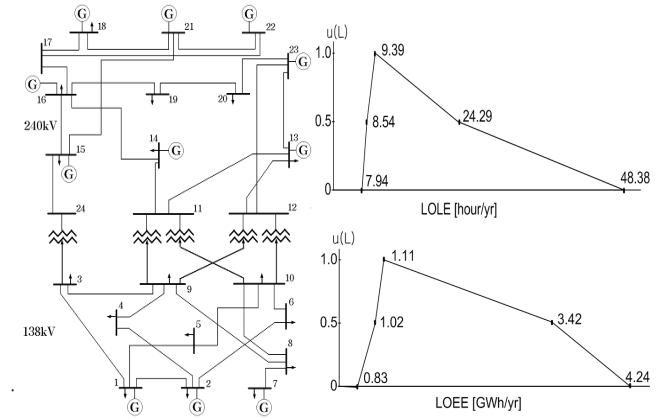 G
18
G
21
G
22
17
23
G
G
16
19
20
240kV
14
G
13
G
15
G
24
11
12
3
9
10
4
5
6
138kV
8
1
G
2
G
7
G
u(L)
1.0
9.39
0.5
8.54
24.29
0
7.94
48.38
LOLE [hour/yr]
u(L)
1.0
1.11
0.5
1.02
3.42
0
0.83
4.24
LOEE [GWh/yr]